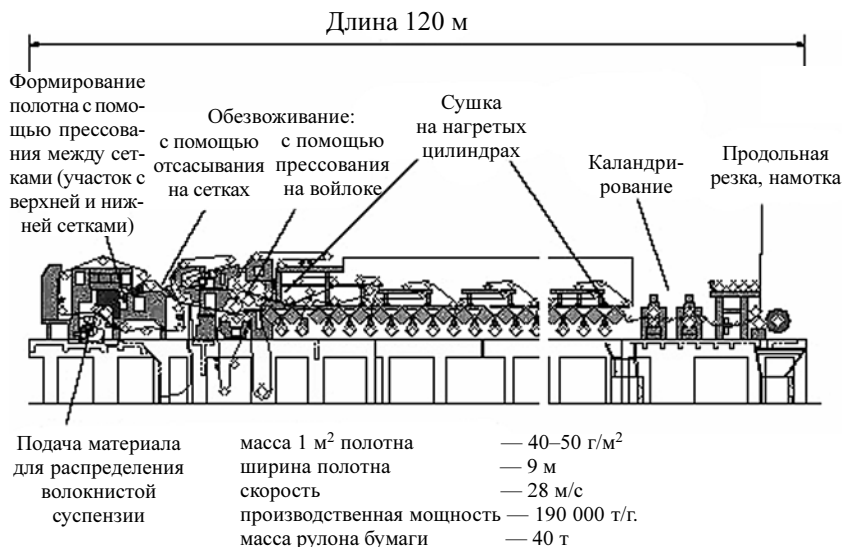 Длина 120 м
Формирование
полотна с помо-
щью прессова-
ния между сет-
ками (участок с
верхней и ниж-
ней сетками)
Обезвоживание:
с помощью
отсасывания
на сетках
с помощью
прессования
на войлоке
Сушка
на нагретых
цилиндрах
Каландри-
рование
Продольная
резка, намотка
Подача материала
для распределения
волокнистой
суспензии
масса 1 м² полотна — 40–50 г/м²
ширина полотна — 9 м
скорость — 28 м/с
производственная мощность — 190 000 т/г.
масса рулона бумаги — 40 т